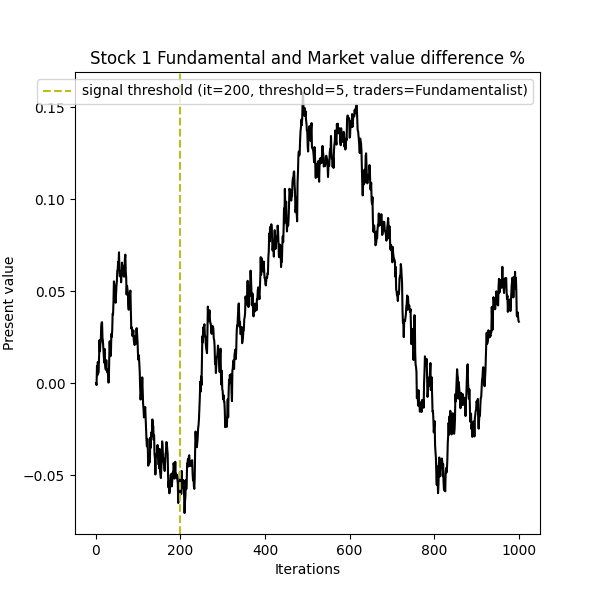 Stock 1 Fundamental and Market value difference %
signal threshold (it=200, threshold=5, traders=Fundamentalist)
0.15
0.10
0.05
0.00
−0.05
Present value
0 200 400 600 800 1000
Iterations